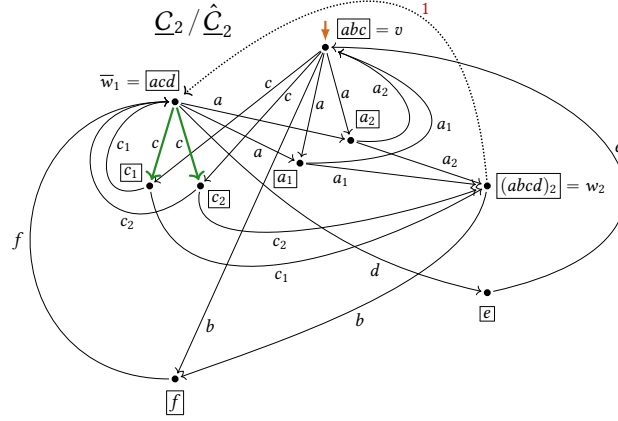 C₂ / Ĉ₂
1
abc = v
w̅₁ = acd
c
c
a
a
a₂
a
a
a₂
a₁
c₁
c
c
a
a₂
e
c₁
a₁
a₁
c₂
(abcd)₂ = w₂
c₂
c₂
f
c₁
d
e
b
b
f